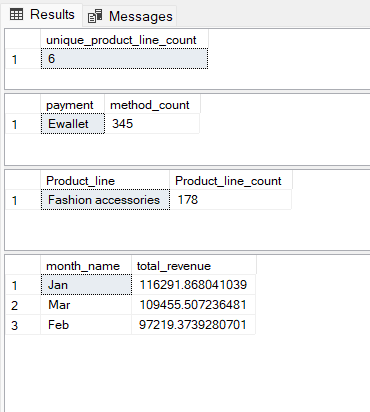 Results Messages
unique_product_line_count
1 6
payment method_count
1 Ewallet 345
Product_line Product_line_count
1 Fashion accessories 178
month_name total_revenue
1 Jan 116291.868041039
2 Mar 109455.507236481
3 Feb 97219.3739280701